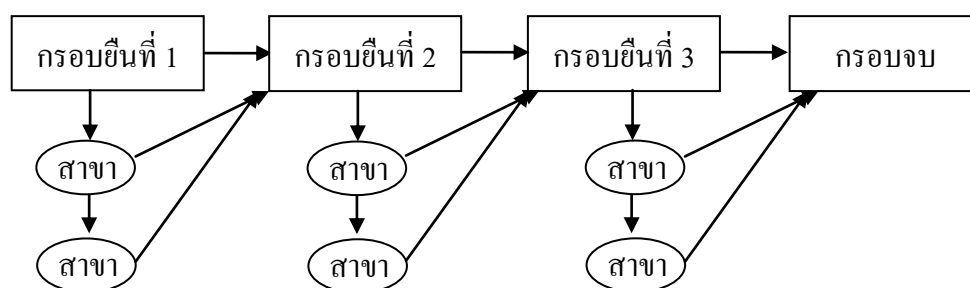 กรอบยืนที่ 1 กรอบยืนที่ 2 กรอบยืนที่ 3 กรอบจบ
สาขา สาขา สาขา
สาขา สาขา สาขา